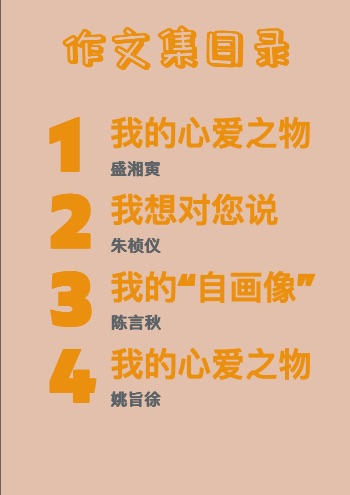 作文集目录
1 我的心爱之物
盛湘寅
2 我想对您说
朱桢仪
3 我的“自画像”
陈言秋
4 我的心爱之物
姚旨徐